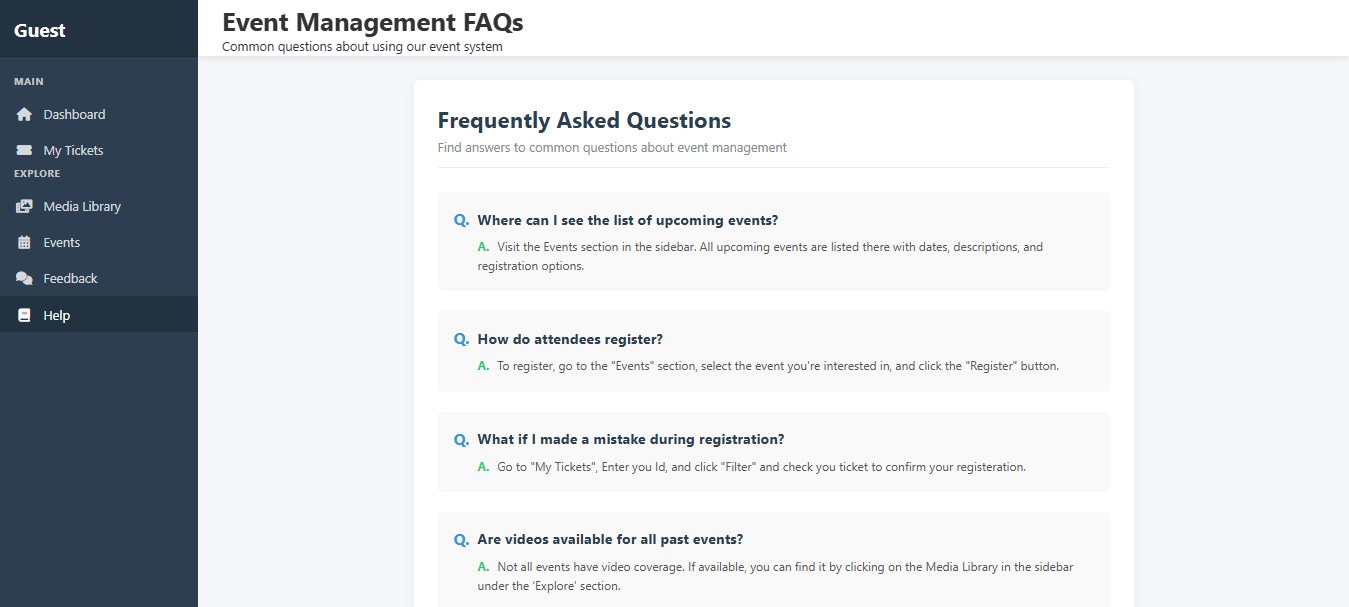 Guest
Event Management FAQs
Common questions about using our event system
MAIN
Dashboard
My Tickets
EXPLORE
Media Library
Events
Feedback
Help
Frequently Asked Questions
Find answers to common questions about event management
Q. Where can I see the list of upcoming events?
A. Visit the Events section in the sidebar. All upcoming events are listed there with dates, descriptions, and
registration options.
Q. How do attendees register?
A. To register, go to the "Events" section, select the event you're interested in, and click the "Register" button.
Q. What if I made a mistake during registration?
A. Go to "My Tickets", Enter you Id, and click "Filter" and check you ticket to confirm your registeration.
Q. Are videos available for all past events?
A. Not all events have video coverage. If available, you can find it by clicking on the Media Library in the sidebar
under the ‘Explore’ section.